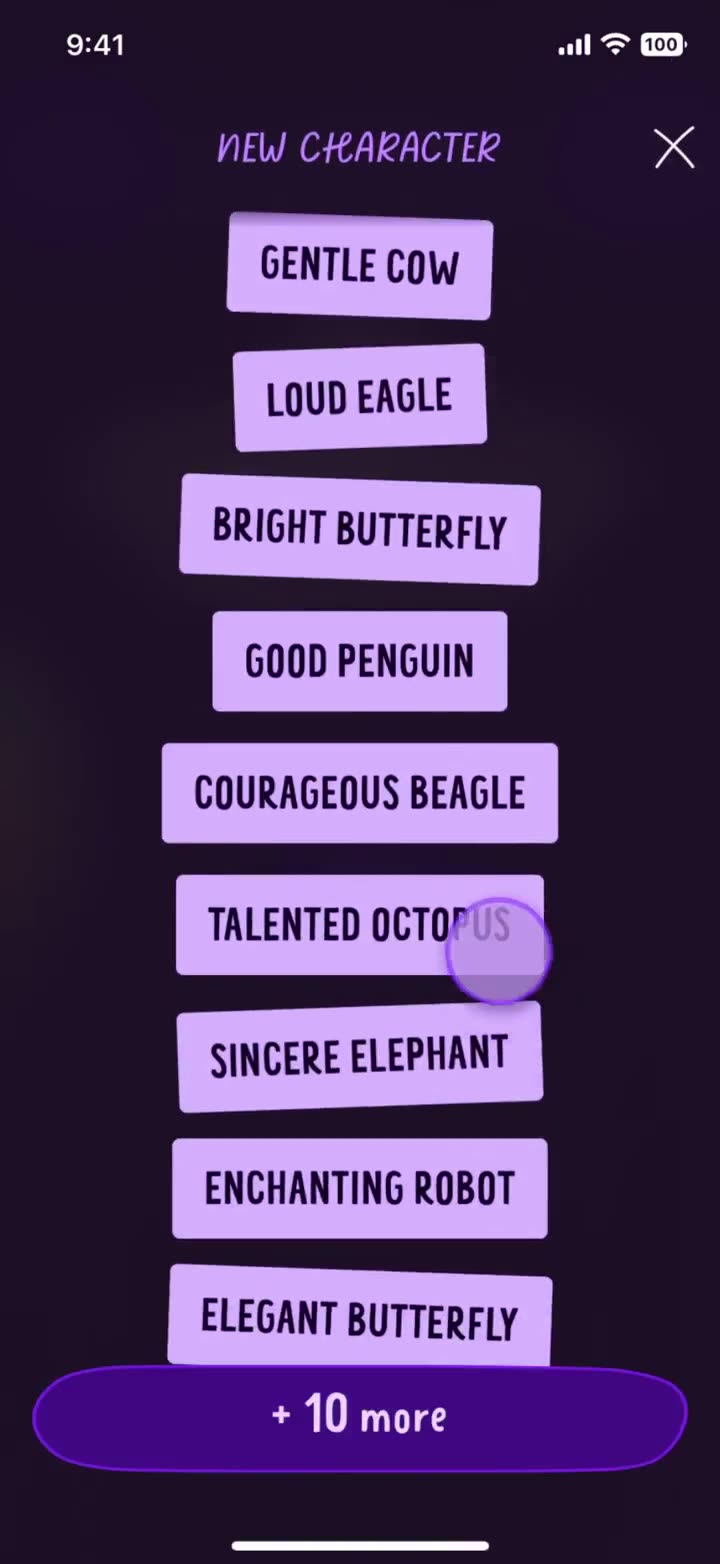 9:41
100
NEW CHARACTER
GENTLE COW
LOUD EAGLE
BRIGHT BUTTERFLY
GOOD PENGUIN
COURAGEOUS BEAGLE
TALENTED OCTOPUS
SINCERE ELEPHANT
ENCHANTING ROBOT
ELEGANT BUTTERFLY
+ 10 more